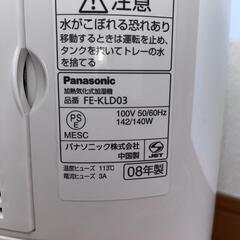 注意
水がこぼれる恐れあり
移動するときは運転を止め、
タンクを抜いてトレーの水
を捨てる
Panasonic
加熱気化式加湿機
品番 FE-KLD03
PS
E
MESC
100V 50/60Hz
142/140W
パナソニック株式会社
中国製
JET
温度ヒューズ 113℃
電流ヒューズ 3A
08年製